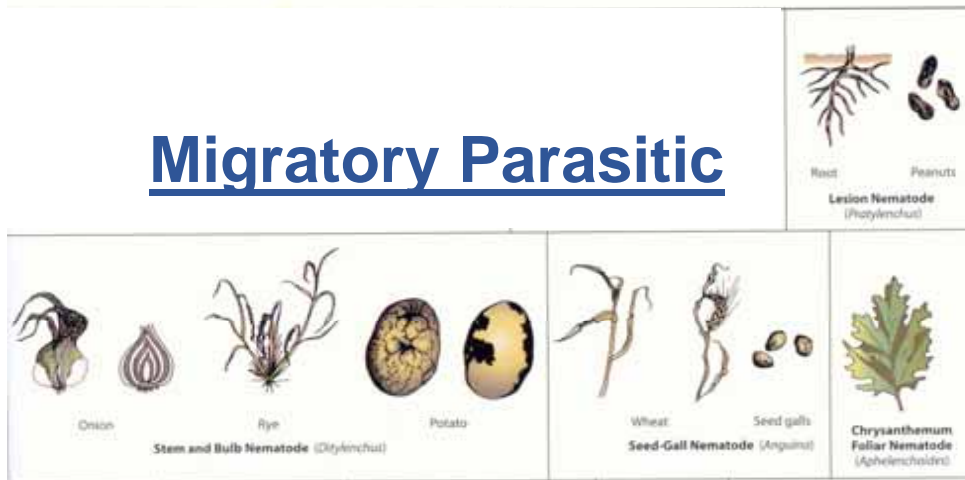 Migratory Parasitic
Root Peanuts
Lesion Nematode
(Pratylenchus)
Onion Rye Potato
Stem and Bulb Nematode (Ditylenchus)
Wheat Seed galls
Seed-Gall Nematode (Anguina)
Chrysanthemum
Foliar Nematode
(Aphelenchoides)